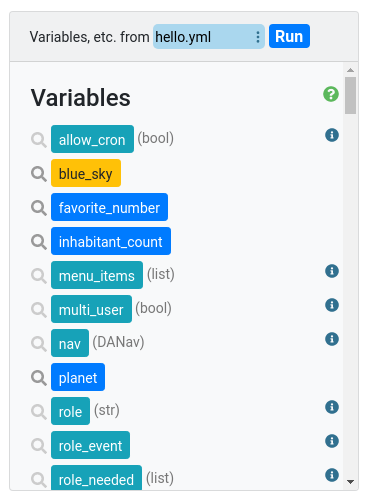 Variables, etc. from hello.yml Run
Variables
allow_cron (bool)
blue_sky
favorite_number
inhabitant_count
menu_items (list)
multi_user (bool)
nav (DANav)
planet
role (str)
role_event
role_needed (list)